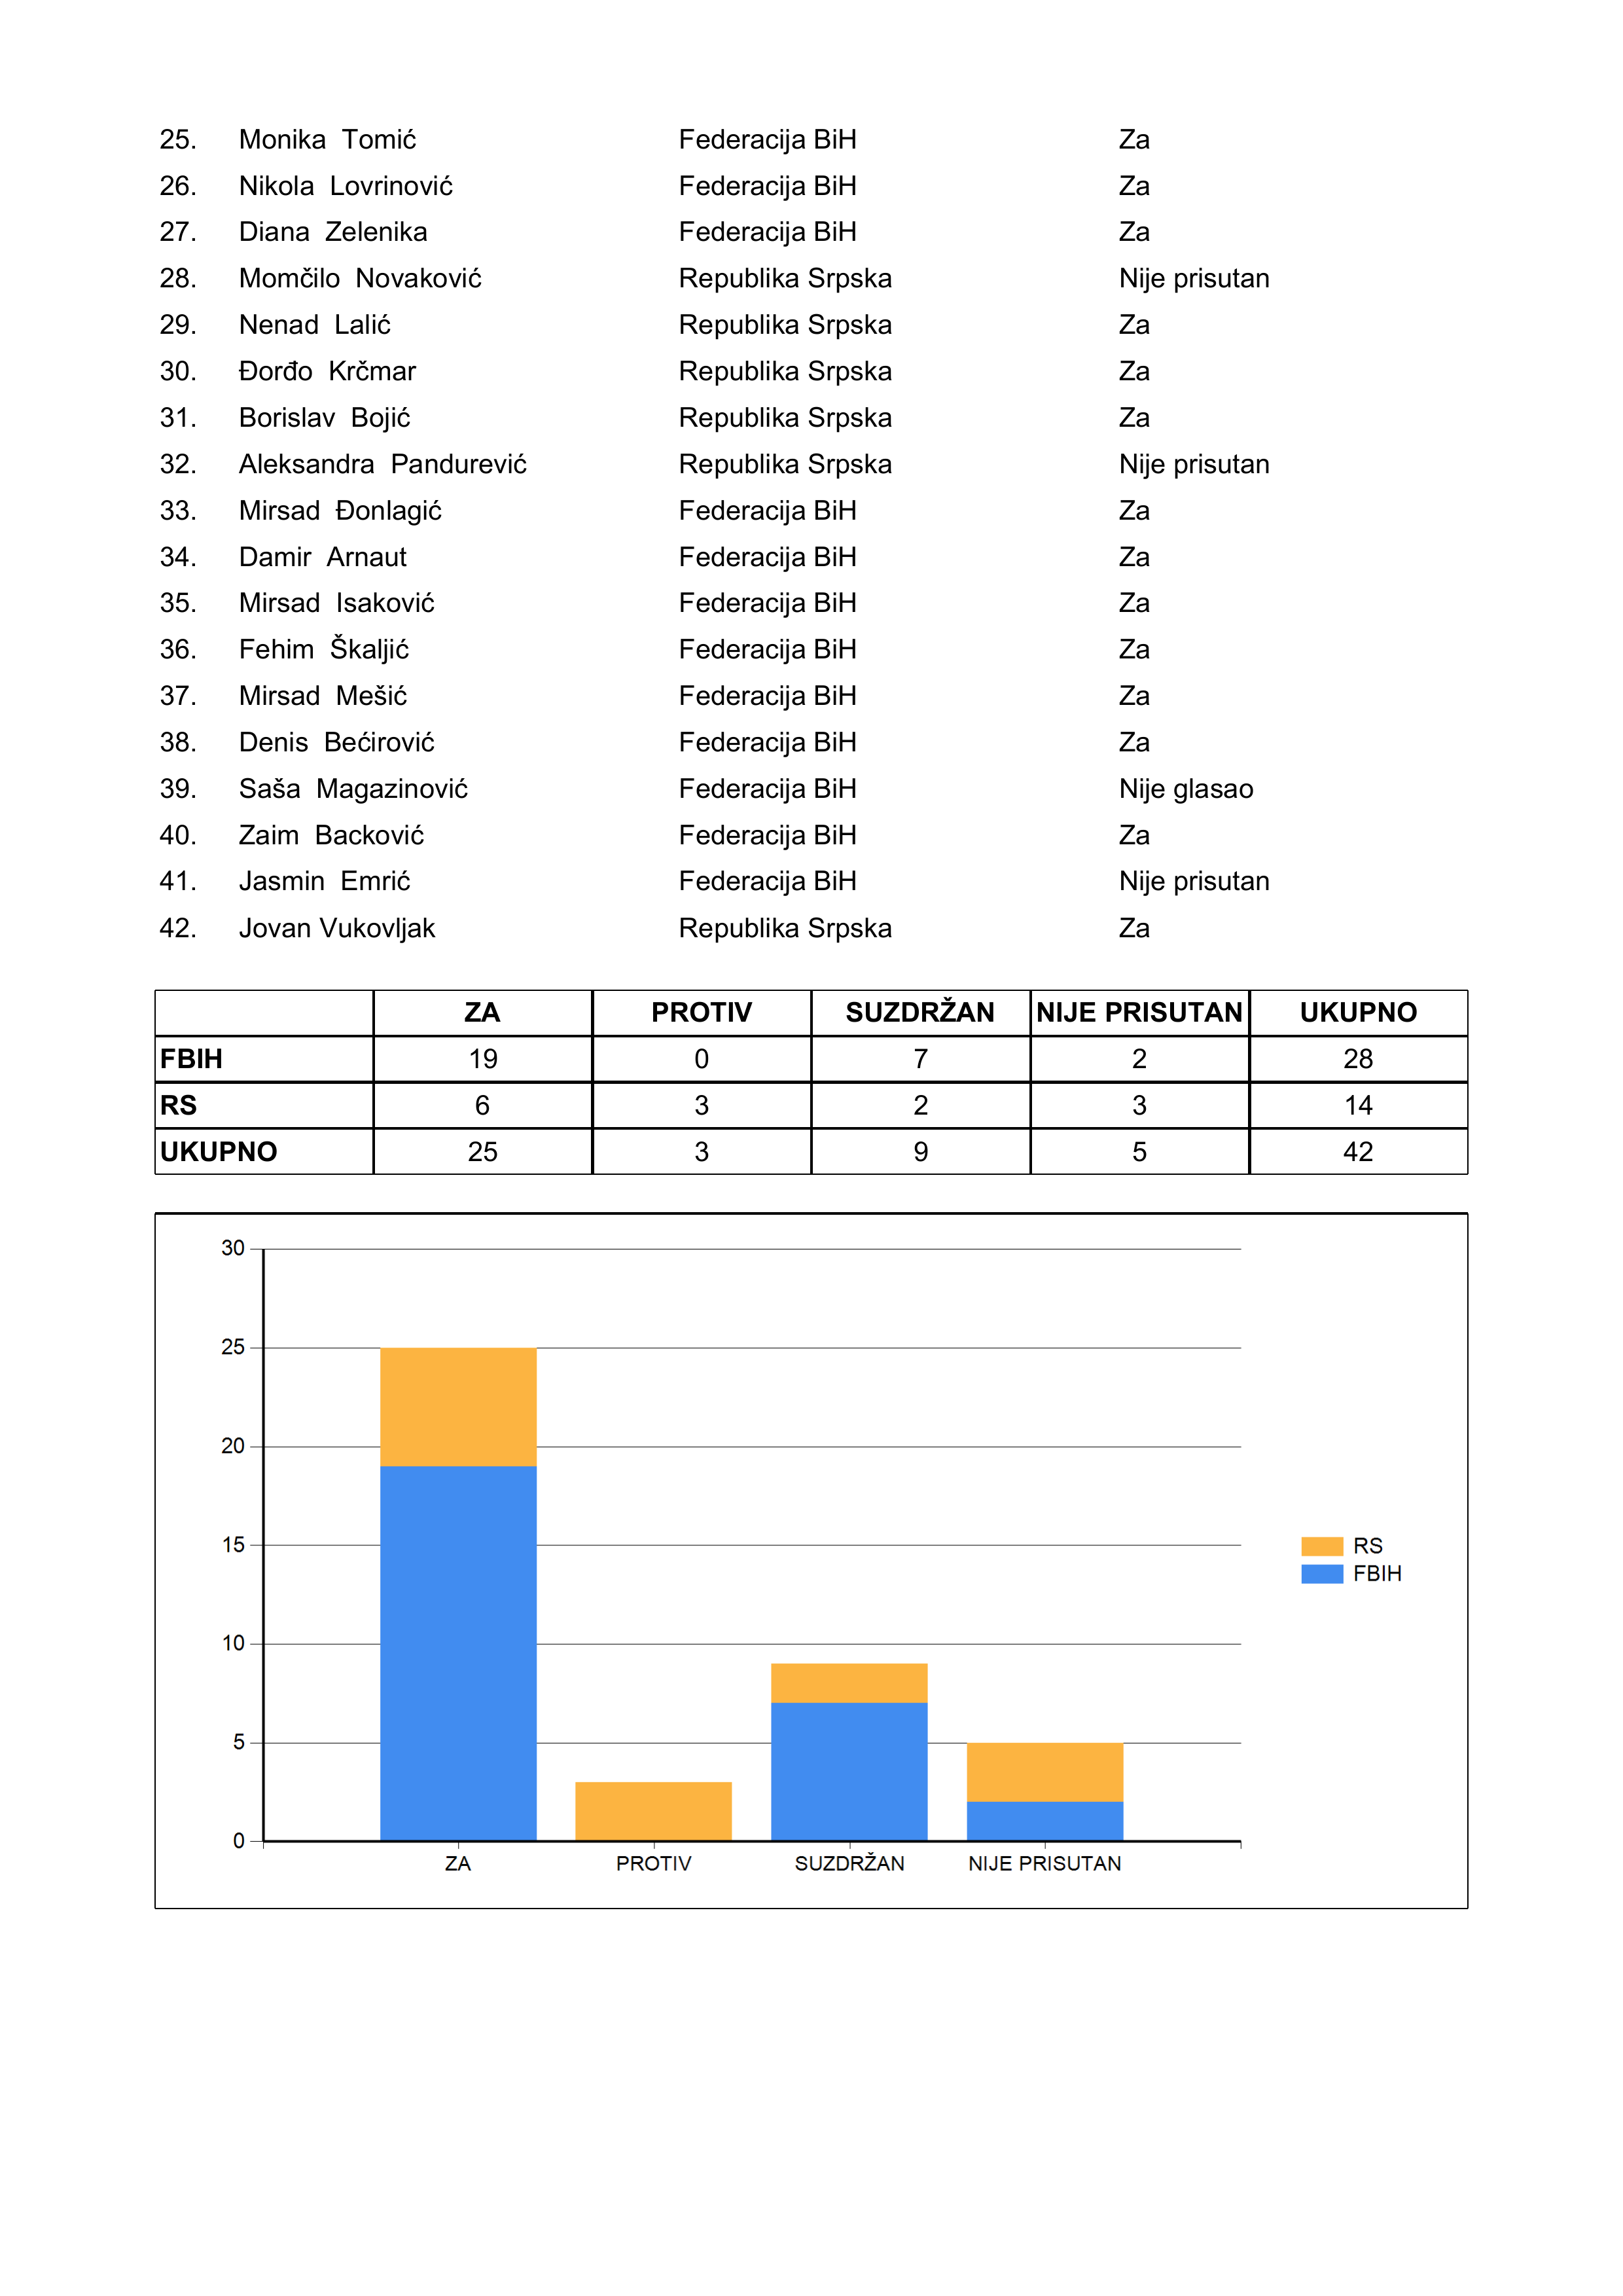 25. Monika  Tomić Federacija BiH Za
26. Nikola  Lovrinović Federacija BiH Za
27. Diana  Zelenika Federacija BiH Za
28. Momčilo  Novaković Republika Srpska Nije prisutan
29. Nenad  Lalić Republika Srpska Za
30. Đorđo  Krčmar Republika Srpska Za
31. Borislav  Bojić Republika Srpska Za
32. Aleksandra  Pandurević Republika Srpska Nije prisutan
33. Mirsad  Đonlagić Federacija BiH Za
34. Damir  Arnaut Federacija BiH Za
35. Mirsad  Isaković Federacija BiH Za
36. Fehim  Škaljić Federacija BiH Za
37. Mirsad  Mešić Federacija BiH Za
38. Denis  Bećirović Federacija BiH Za
39. Saša  Magazinović Federacija BiH Nije glasao
40. Zaim  Backović Federacija BiH Za
41. Jasmin  Emrić Federacija BiH Nije prisutan
42. Jovan Vukovljak Republika Srpska Za
ZA PROTIV SUZDRŽAN NIJE PRISUTAN UKUPNO
FBIH 19 0 7 2 28
RS 6 3 2 3 14
UKUPNO 25 3 9 5 42
30
25
20
15
10
5
0
ZA PROTIV SUZDRŽAN NIJE PRISUTAN
RS
FBIH